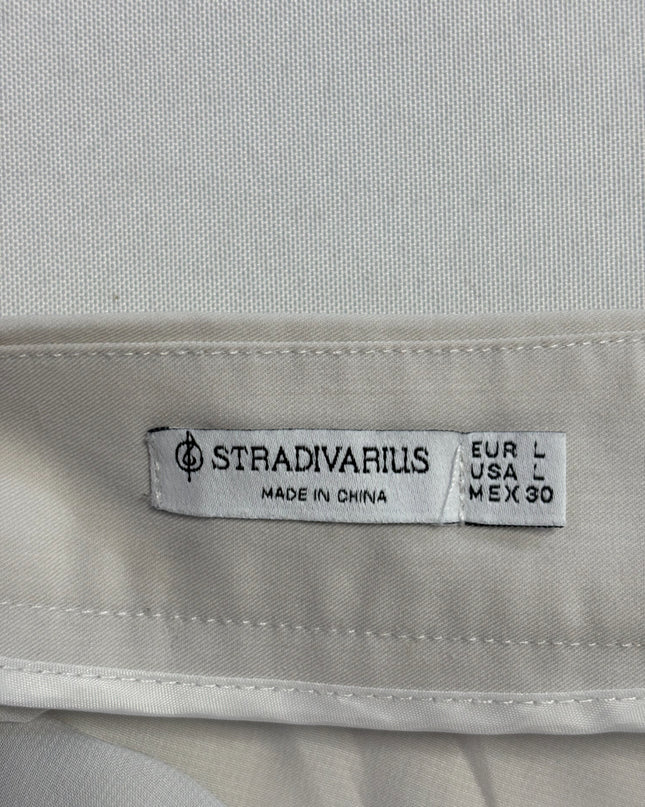 STRADIVARIUS
MADE IN CHINA
EUR L
USA L
MEX 30